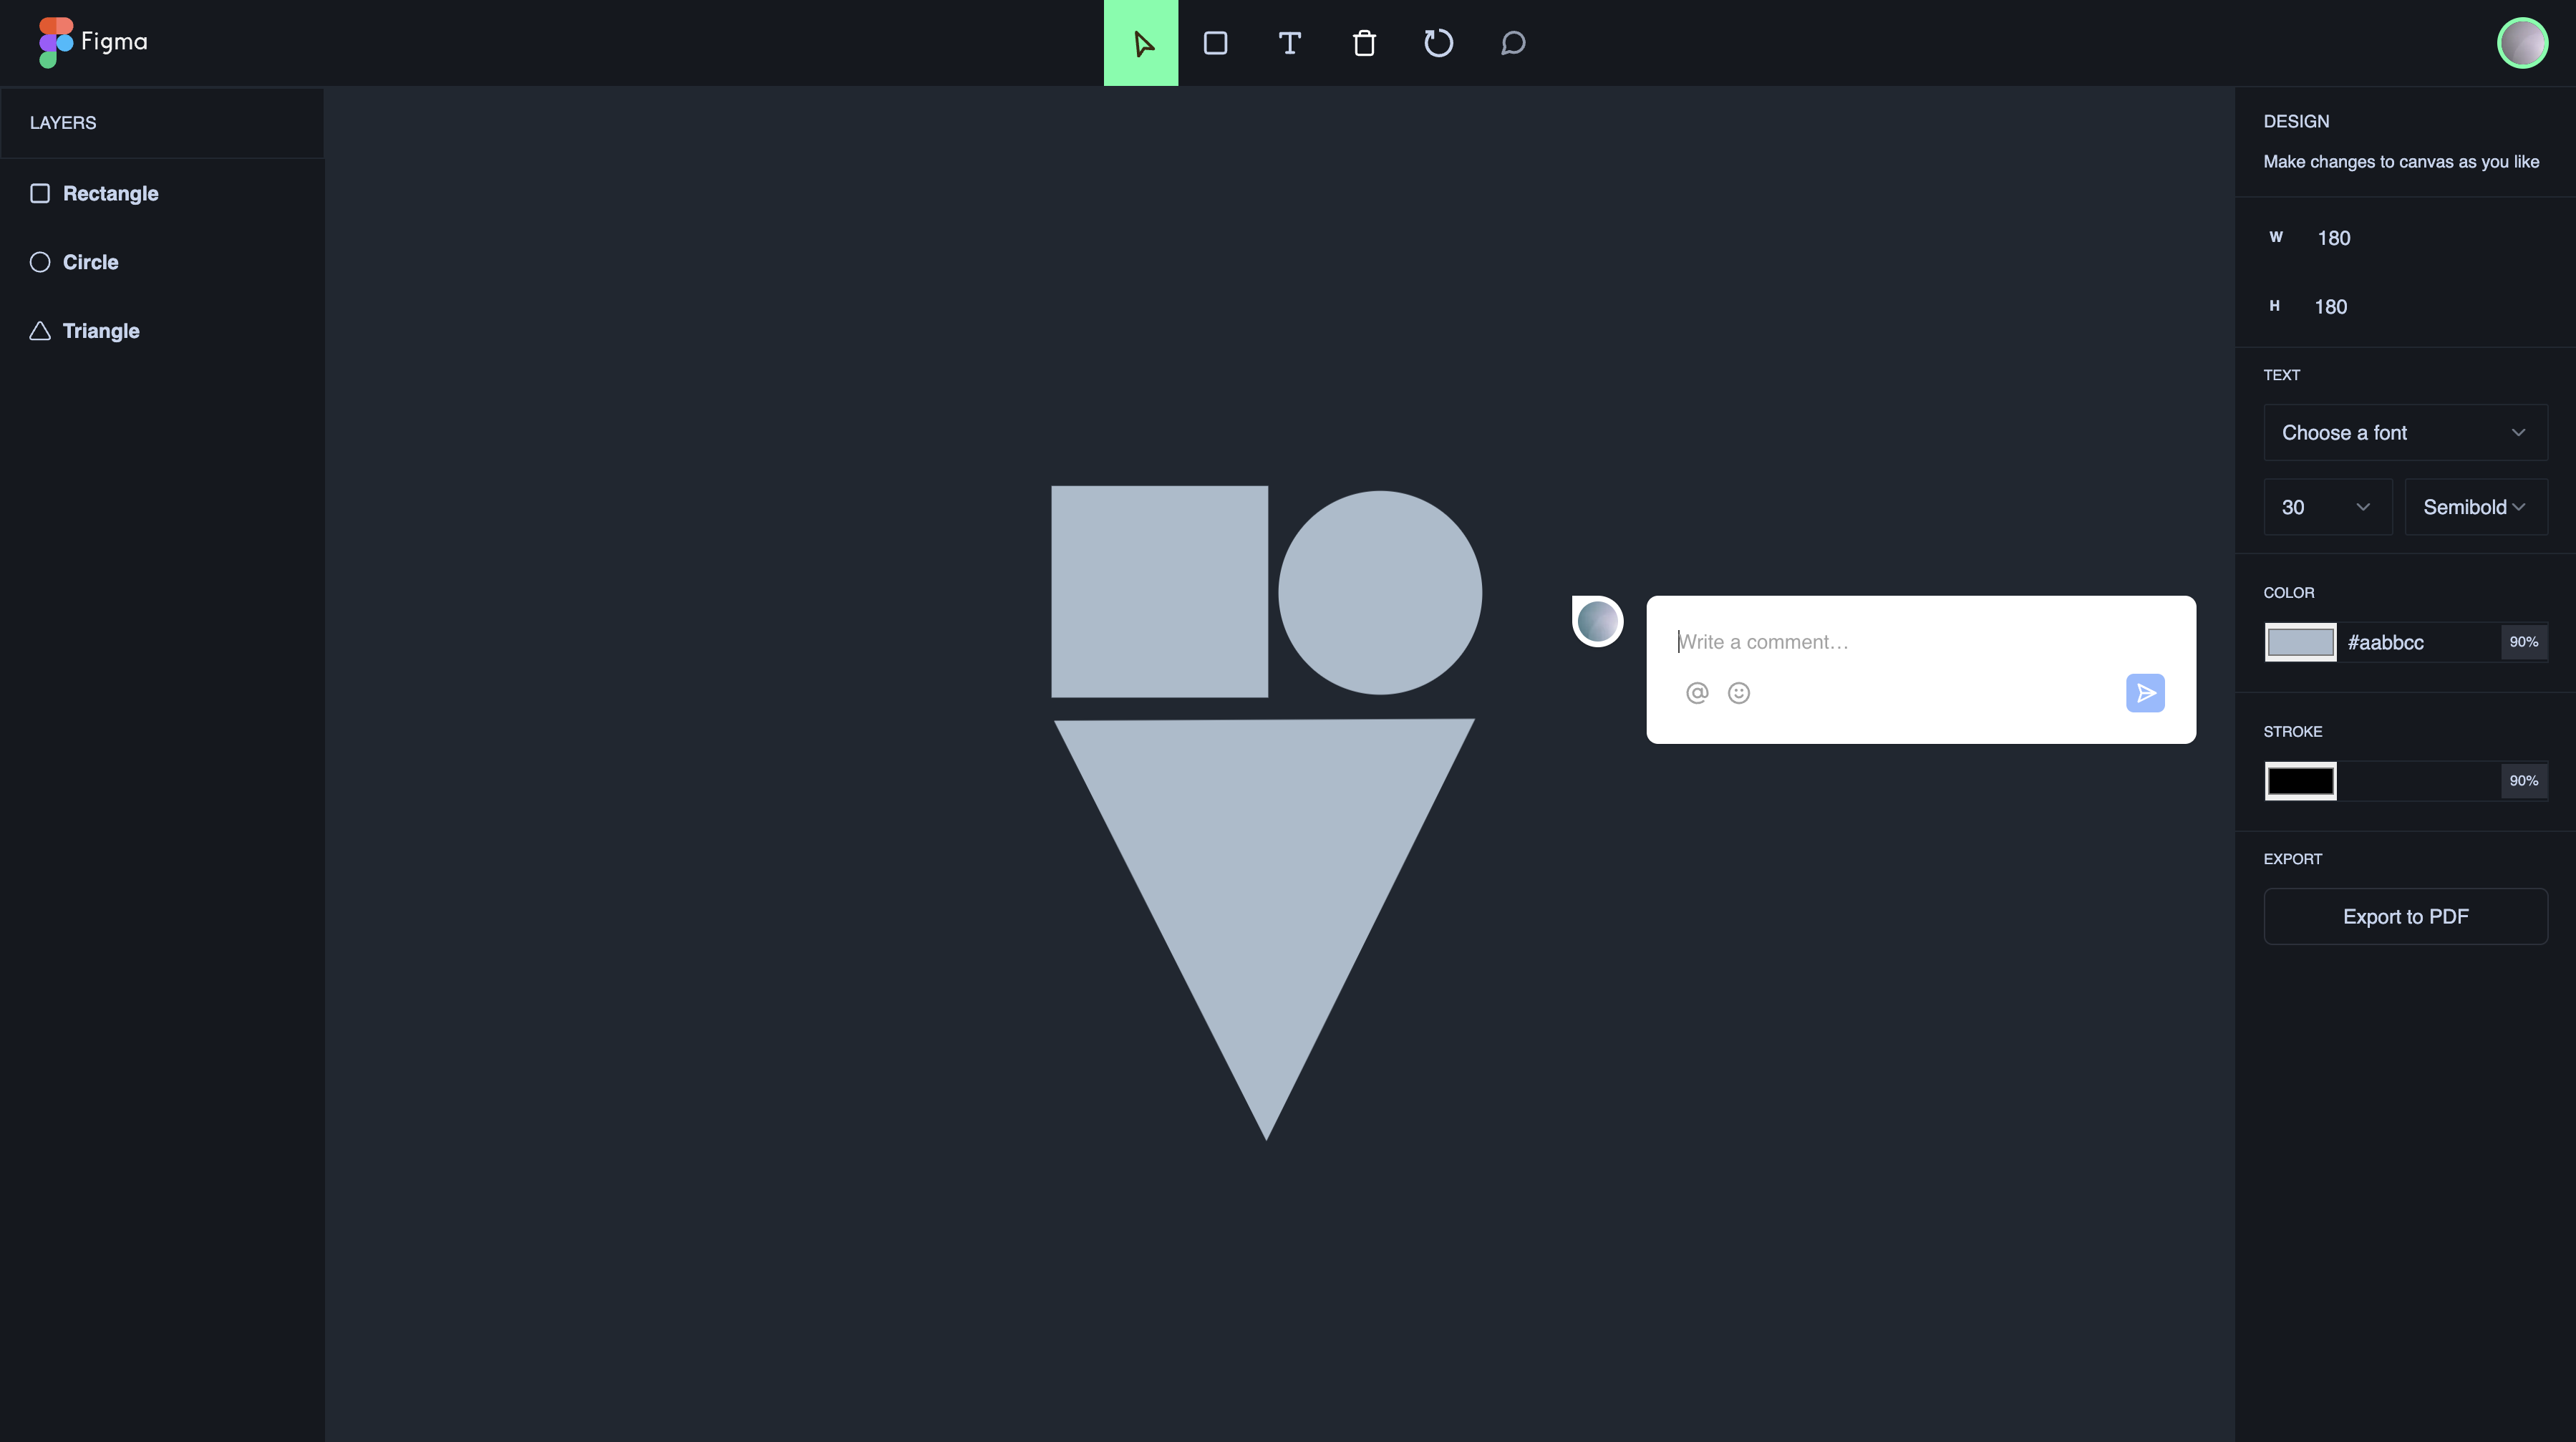 Figma
LAYERS
Rectangle
Circle
Triangle
Write a comment…
DESIGN
Make changes to canvas as you like
W 180
H 180
TEXT
Choose a font
30 Semibold
COLOR
#aabbcc 90%
STROKE
90%
EXPORT
Export to PDF